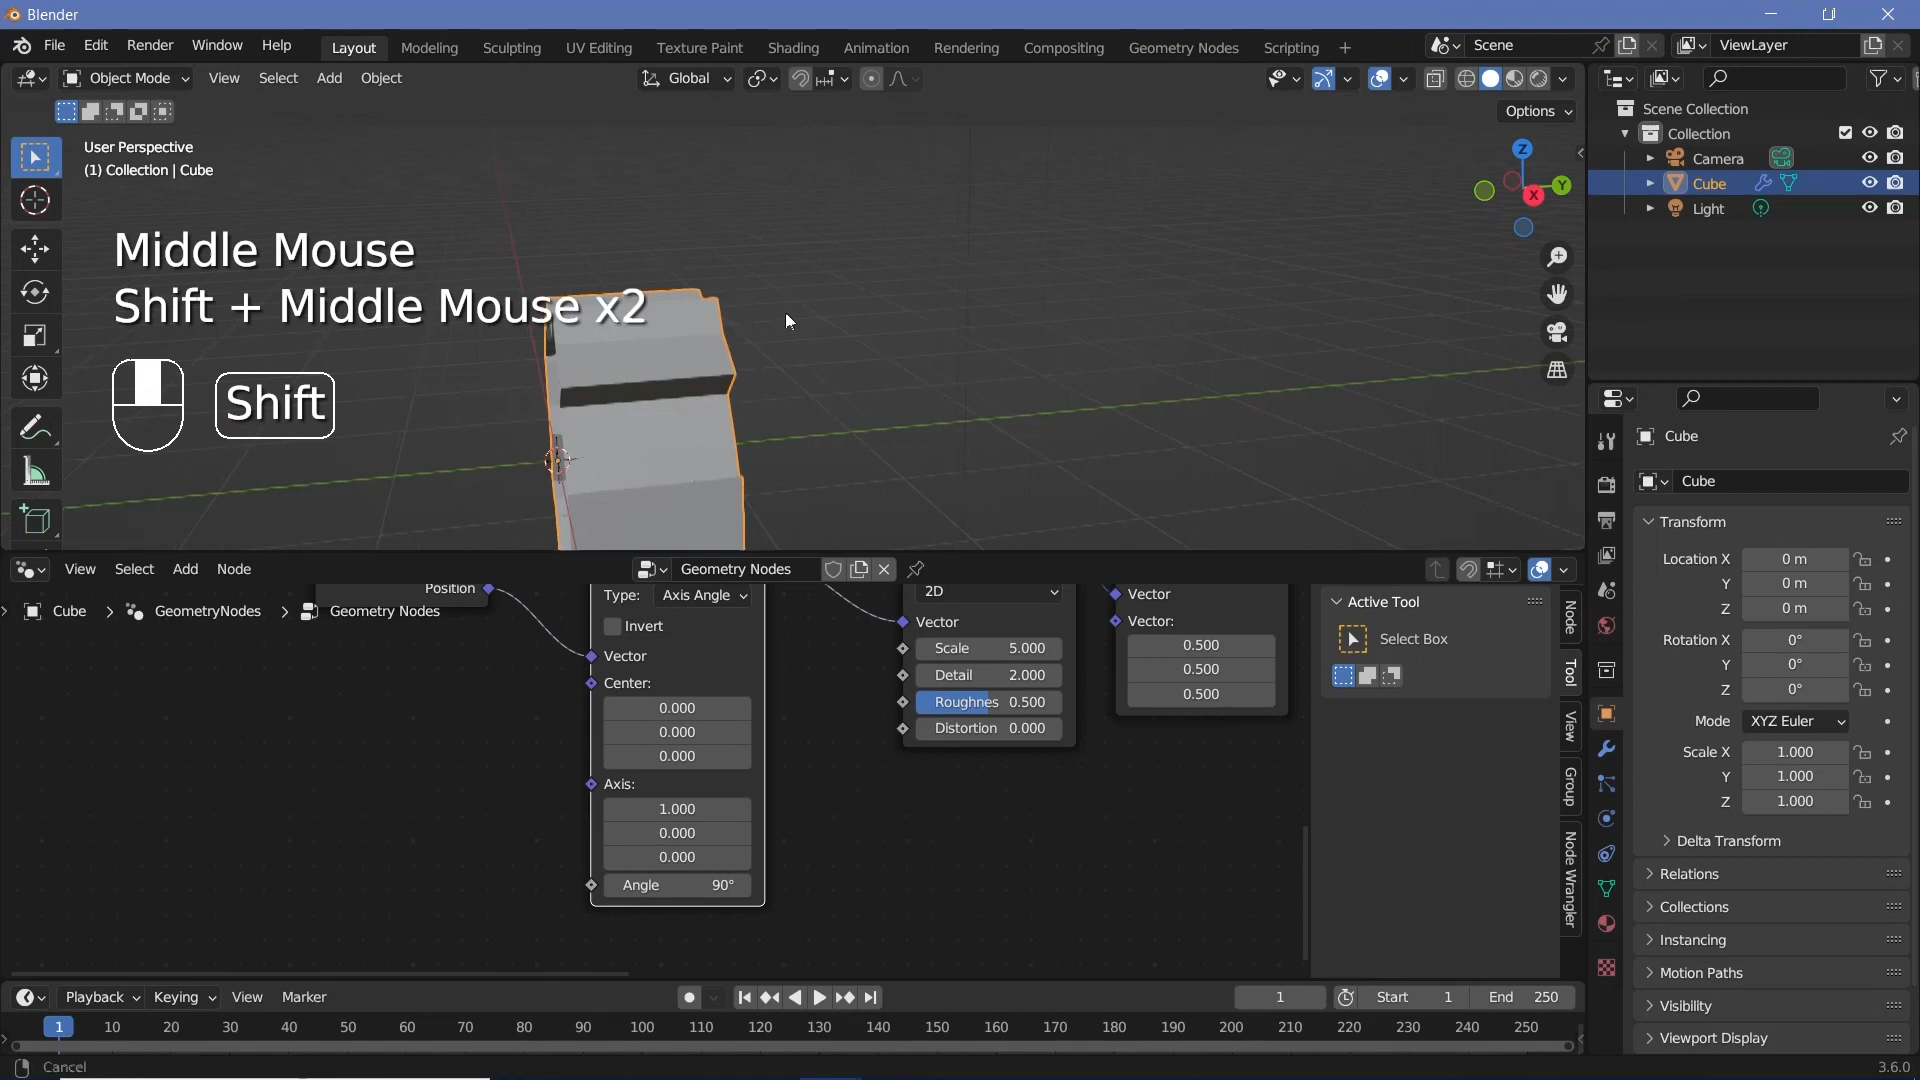 Blender
File Edit Render Window Help Layout Modeling Sculpting UV Editing Texture Paint Shading Animation Rendering Compositing Geometry Nodes Scripting + Scene ViewLayer
Object Mode View Select Add Object Global
Options
User Perspective
(1) Collection | Cube
Z
Y
X
Middle Mouse
Shift + Middle Mouse x2
Shift
Scene Collection
Collection
Camera
Cube
Light
Cube
Cube
Transform
Location X 0 m
Y 0 m
Z 0 m
Rotation X 0°
Y 0°
Z 0°
Mode XYZ Euler
Scale X 1.000
Y 1.000
Z 1.000
Delta Transform
Relations
Collections
Instancing
Motion Paths
Visibility
Viewport Display
View Select Add Node Geometry Nodes
Cube > GeometryNodes > Geometry Nodes
Position
Type: Axis Angle
Invert
Vector
Center:
0.000
0.000
0.000
Axis:
1.000
0.000
0.000
Angle 90°
2D
Vector
Scale 5.000
Detail 2.000
Roughnes 0.500
Distortion 0.000
Vector
Vector:
0.500
0.500
0.500
Active Tool
Select Box
Node
Tool
View
Group
Node Wrangler
Playback Keying View Marker 1 Start 1 End 250
1 10 20 30 40 50 60 70 80 90 100 110 120 130 140 150 160 170 180 190 200 210 220 230 240 250
Cancel 3.6.0